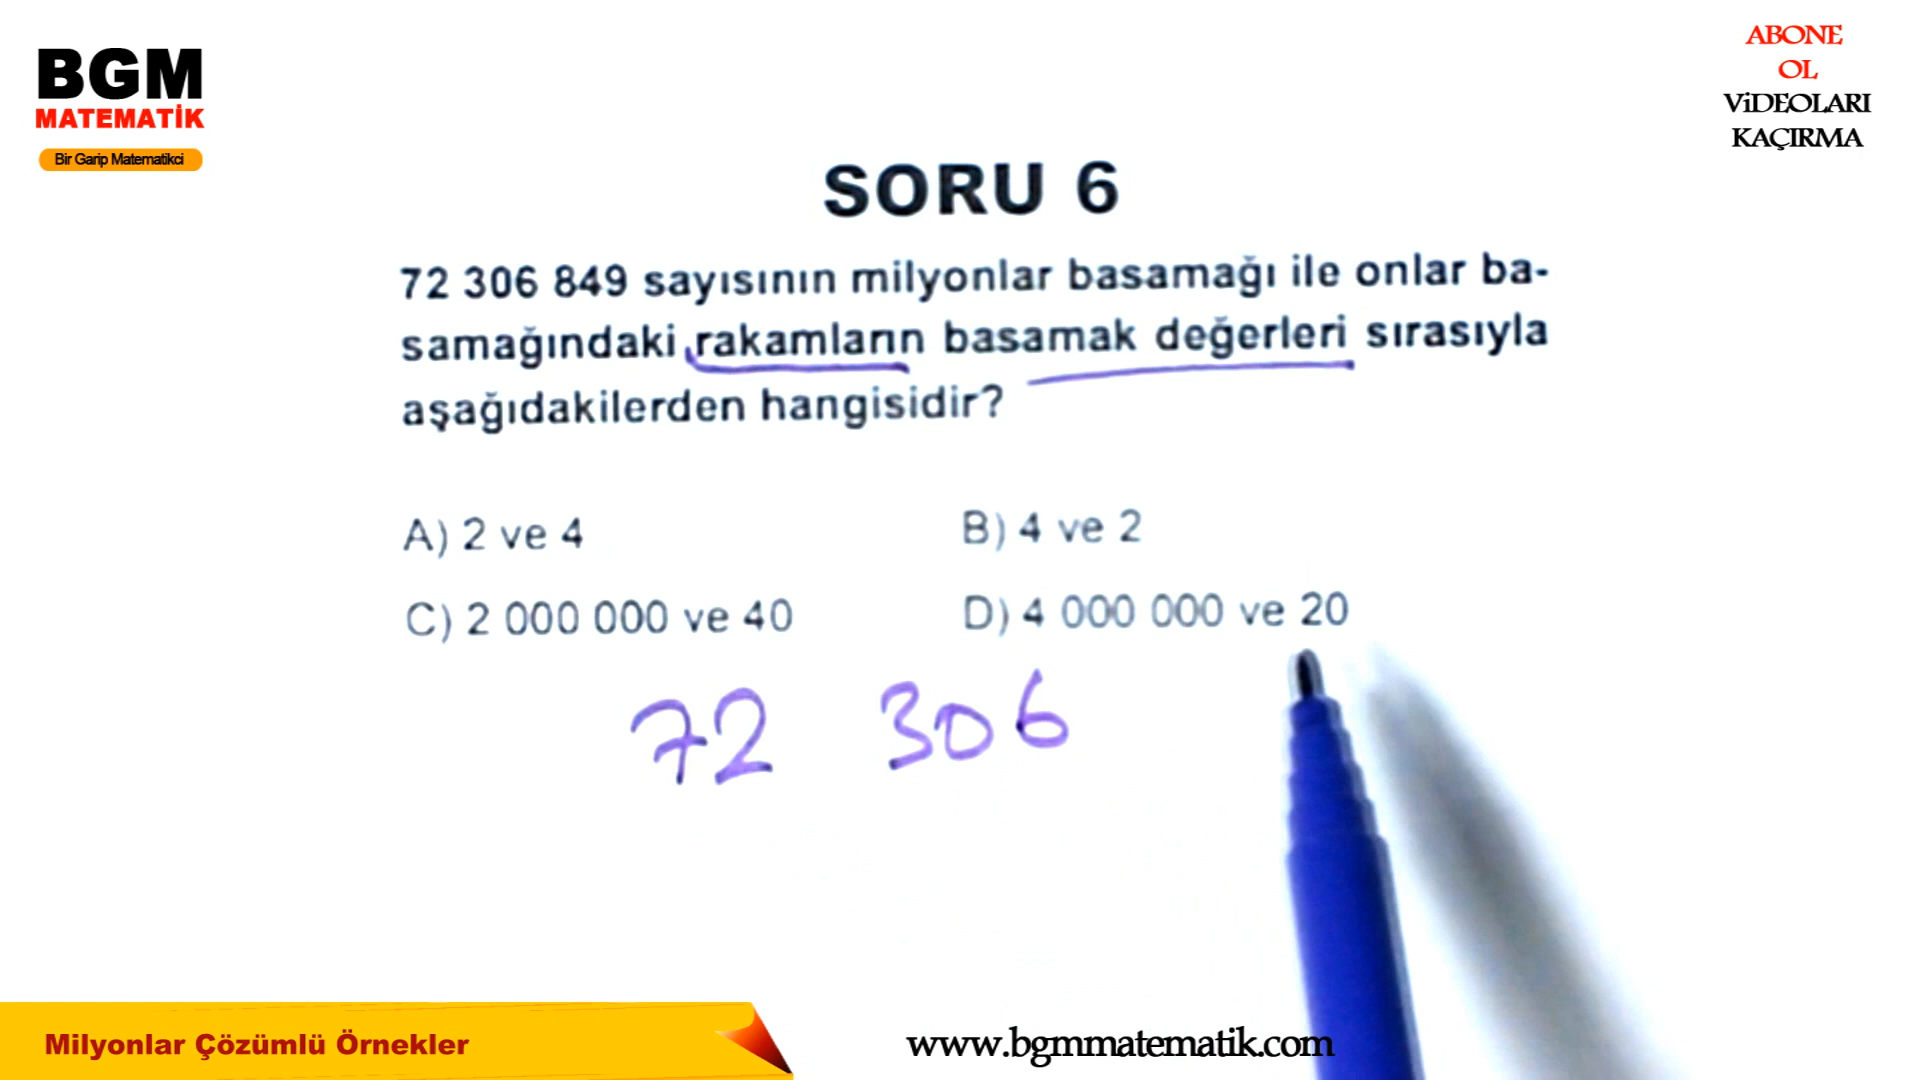 BGM
MATEMATİK
Bir Garip Matematikci
ABONE
OL
ViDEOLARI
KAÇIRMA
SORU 6
72 306 849 sayısının milyonlar basamağı ile onlar ba-
samağındaki rakamların basamak değerleri sırasıyla
aşağıdakilerden hangisidir?
A) 2 ve 4
B) 4 ve 2
C) 2 000 000 ve 40
D) 4 000 000 ve 20
72 306
Milyonlar Çözümlü Örnekler
www.bgmmatematik.com